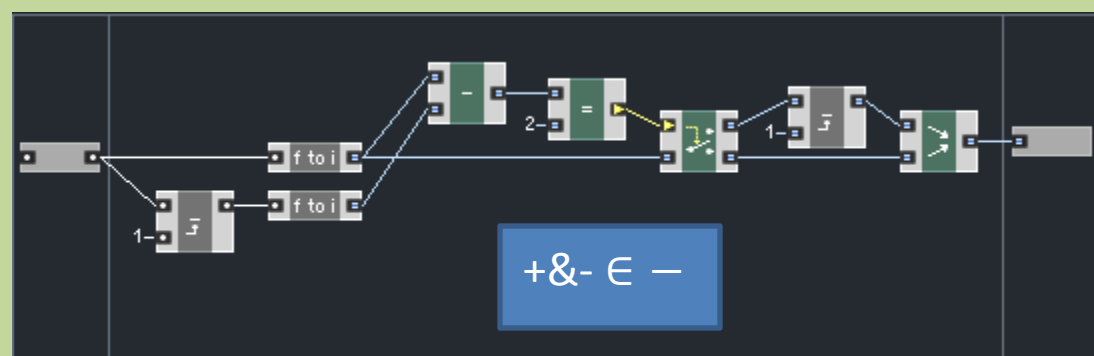 -
=
2
1
f to i
f to i
1
+&- ∈ —